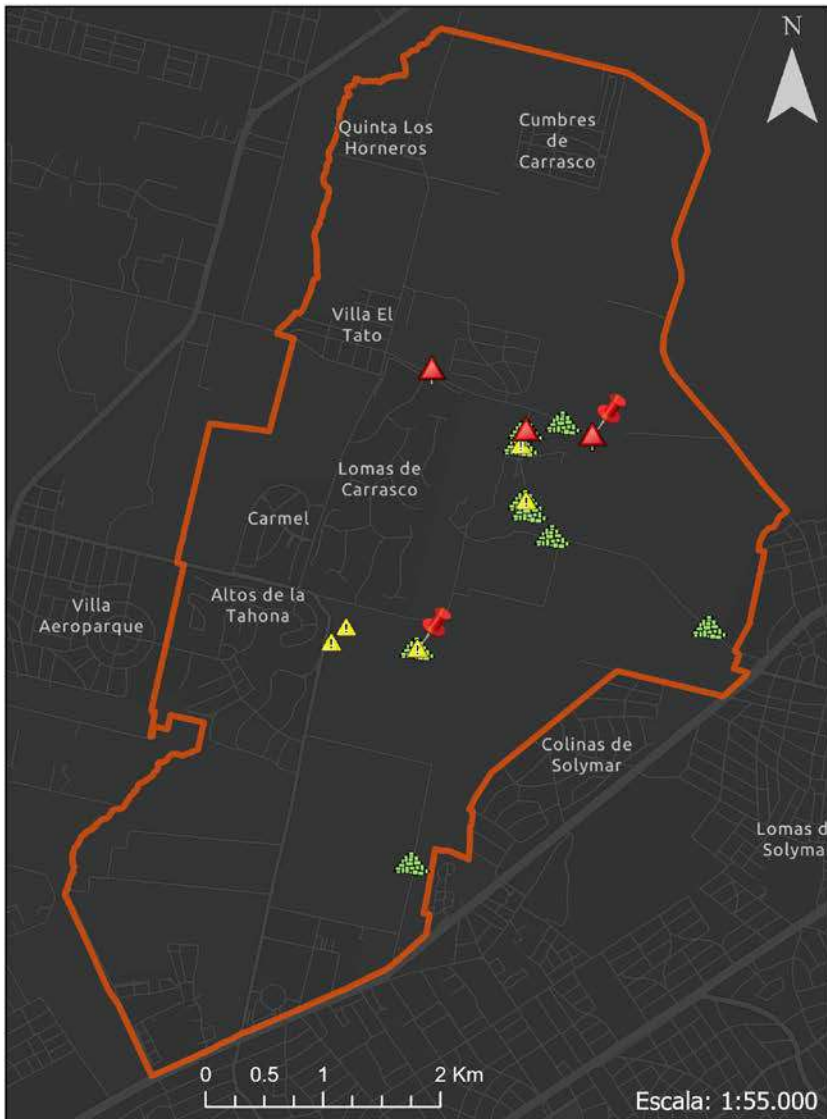 N
Quinta Los
Horneros
Cumbres
de
Carrasco
Villa El
Tato
Lomas de
Carrasco
Carmel
Altos de la
Tahona
Villa
Aeroparque
Colinas de
Solymar
Lomas d
Solyma
0 0.5 1 2 Km
Escala: 1:55.000